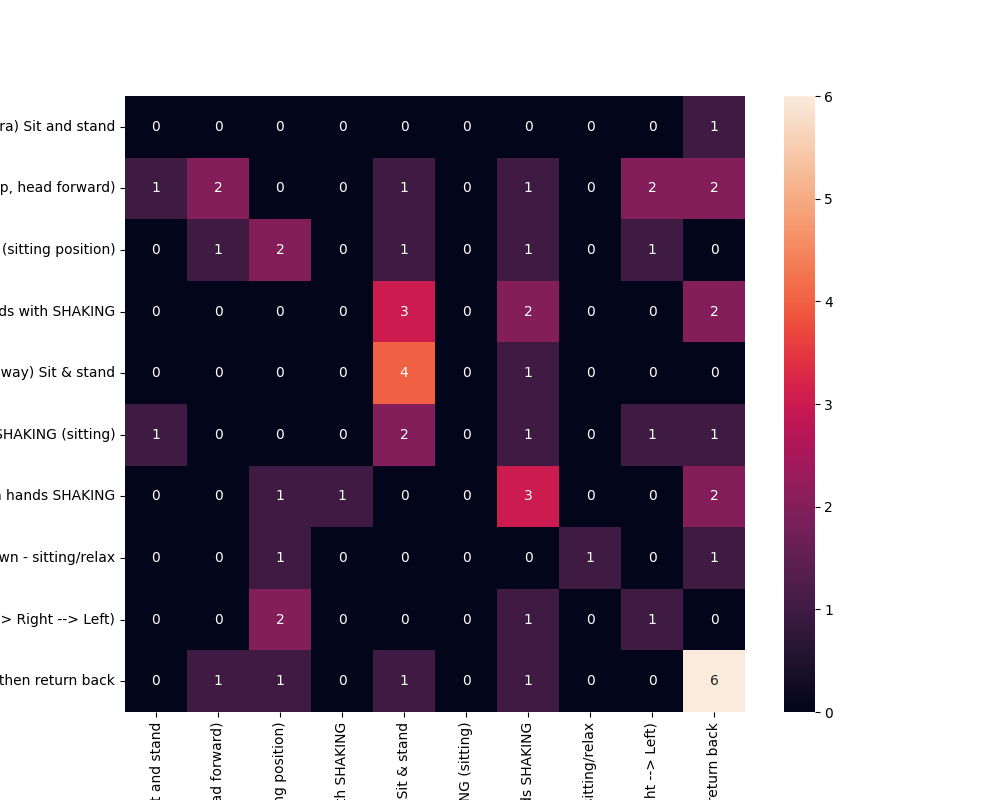 ra) Sit and stand 0 0 0 0 0 0 0 0 0 1
p, head forward) 1 2 0 0 1 0 1 0 2 2
(sitting position) 0 1 2 0 1 0 1 0 1 0
ds with SHAKING 0 0 0 0 3 0 2 0 0 2
way) Sit & stand 0 0 0 0 4 0 1 0 0 0
SHAKING (sitting) 1 0 0 0 2 0 1 0 1 1
hands SHAKING 0 0 1 1 0 0 3 0 0 2
wn - sitting/relax 0 0 1 0 0 0 0 1 0 1
> Right --> Left) 0 0 2 0 0 0 1 0 1 0
then return back 0 1 1 0 1 0 1 0 0 6
t and stand
ad forward)
ng position)
th SHAKING
Sit & stand
NG (sitting)
ds SHAKING
sitting/relax
ht --> Left)
return back
6
5
4
3
2
1
0